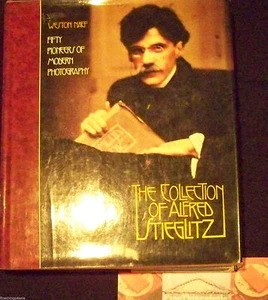 WESTON NAEF
FIFTY
PIONEERS OF
MODERN
PHOTOGRAPHY
THE COLLECTION
OF ALFRED
STIEGLITZ